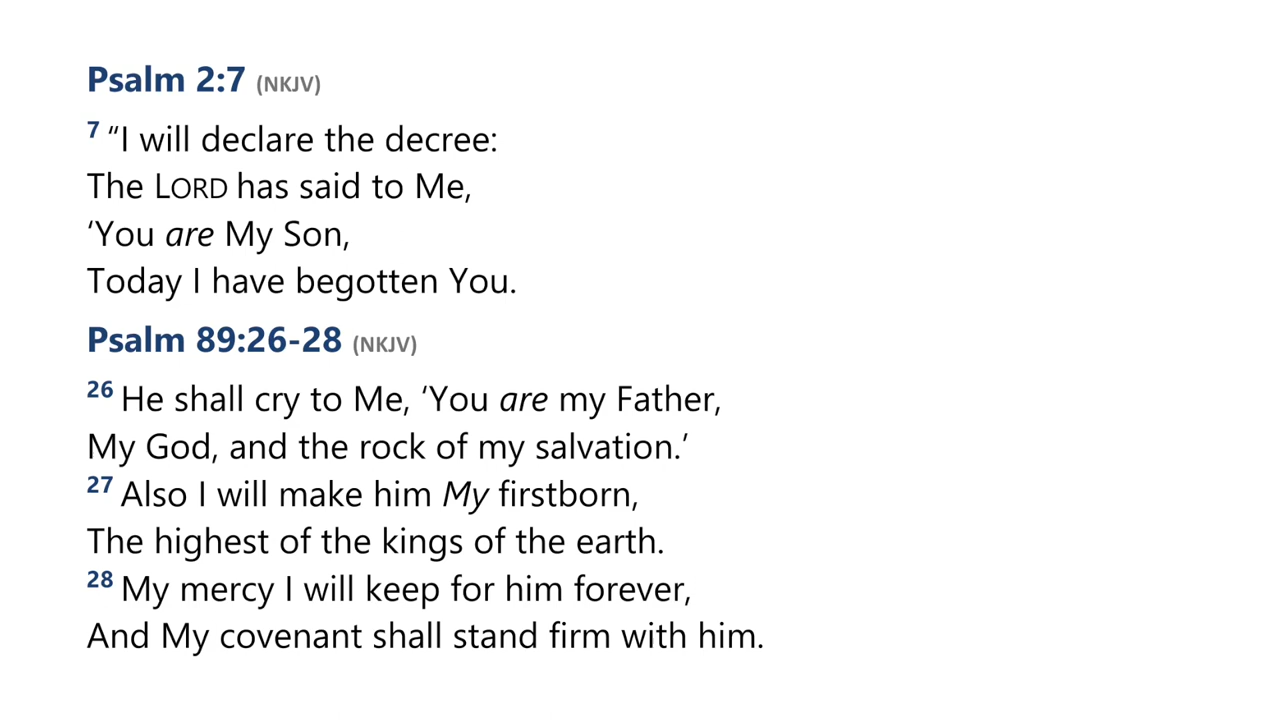 Psalm 2:7 (NKJV)
7 “I will declare the decree:
The LORD has said to Me,
‘You are My Son,
Today I have begotten You.
Psalm 89:26-28 (NKJV)
26 He shall cry to Me, ‘You are my Father,
My God, and the rock of my salvation.’
27 Also I will make him My firstborn,
The highest of the kings of the earth.
28 My mercy I will keep for him forever,
And My covenant shall stand firm with him.